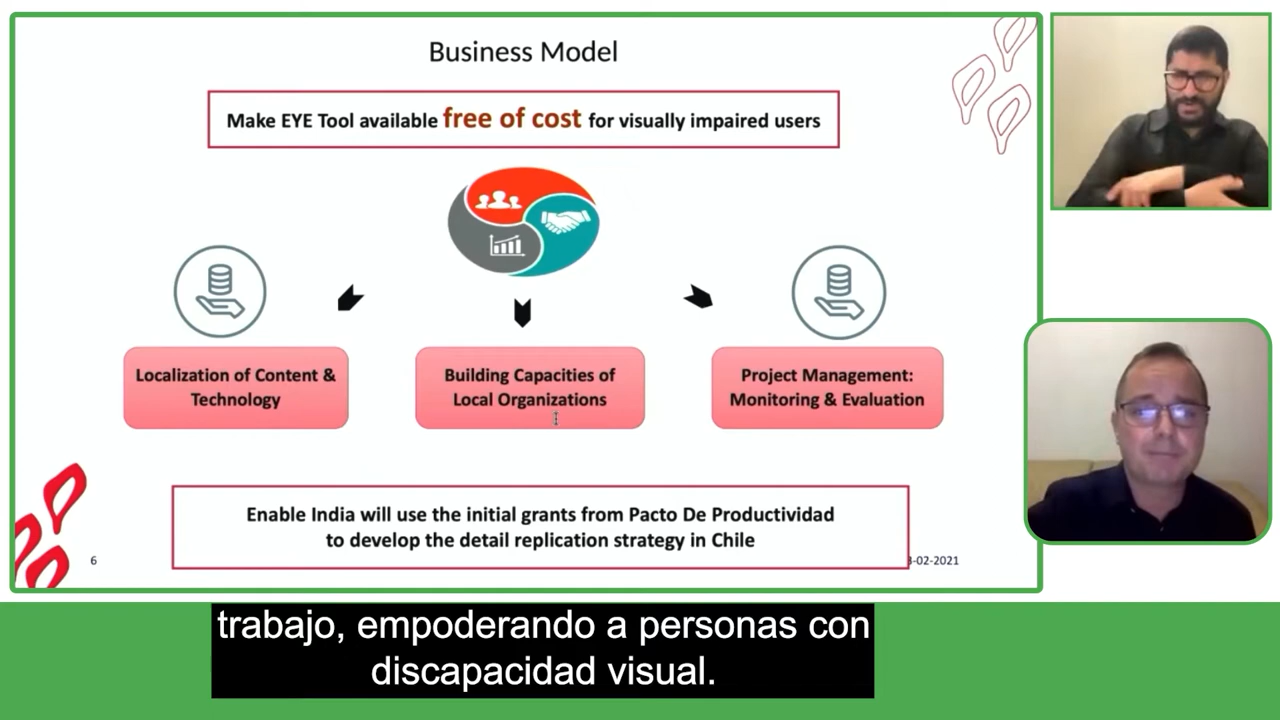 Business Model
Make EYE Tool available free of cost for visually impaired users
Localization of Content &
Technology
Building Capacities of
Local Organizations
Project Management:
Monitoring & Evaluation
Enable India will use the initial grants from Pacto De Productividad
to develop the detail replication strategy in Chile
6
-02-2021
trabajo, empoderando a personas con
discapacidad visual.